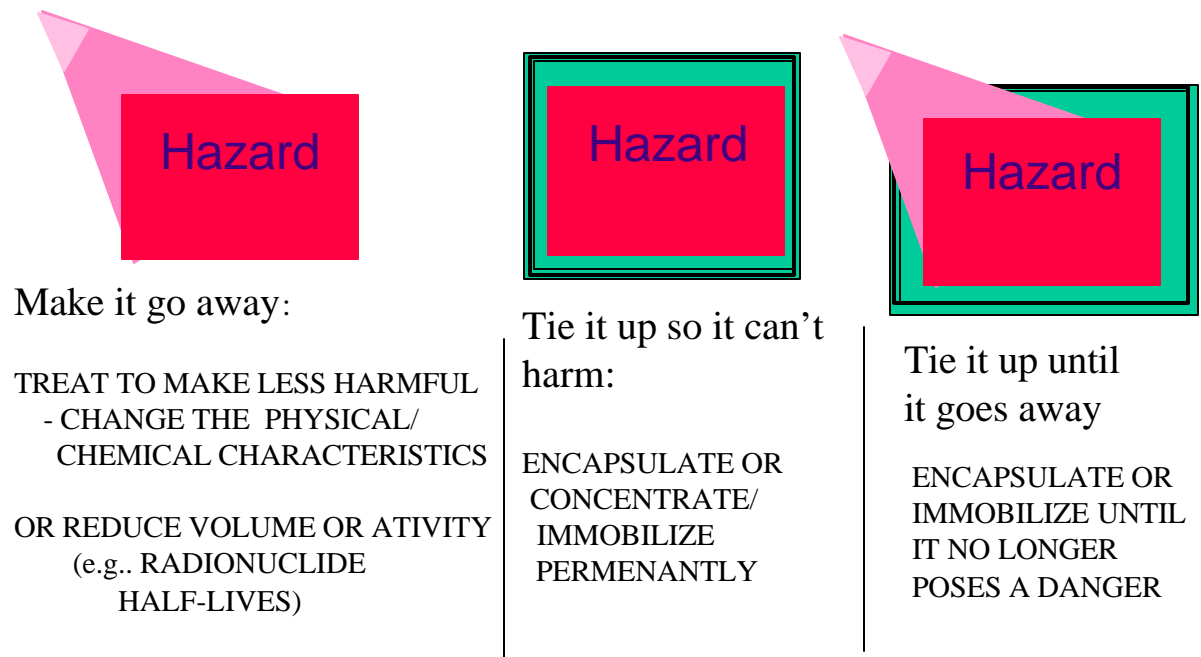 Hazard
Make it go away:
TREAT TO MAKE LESS HARMFUL
- CHANGE THE PHYSICAL/
CHEMICAL CHARACTERISTICS
OR REDUCE VOLUME OR ATIVITY
(e.g.. RADIONUCLIDE
HALF-LIVES)
Hazard
Tie it up so it can't
harm:
ENCAPSULATE OR
CONCENTRATE/
IMMOBILIZE
PERMENANTLY
Hazard
Tie it up until
it goes away
ENCAPSULATE OR
IMMOBILIZE UNTIL
IT NO LONGER
POSES A DANGER